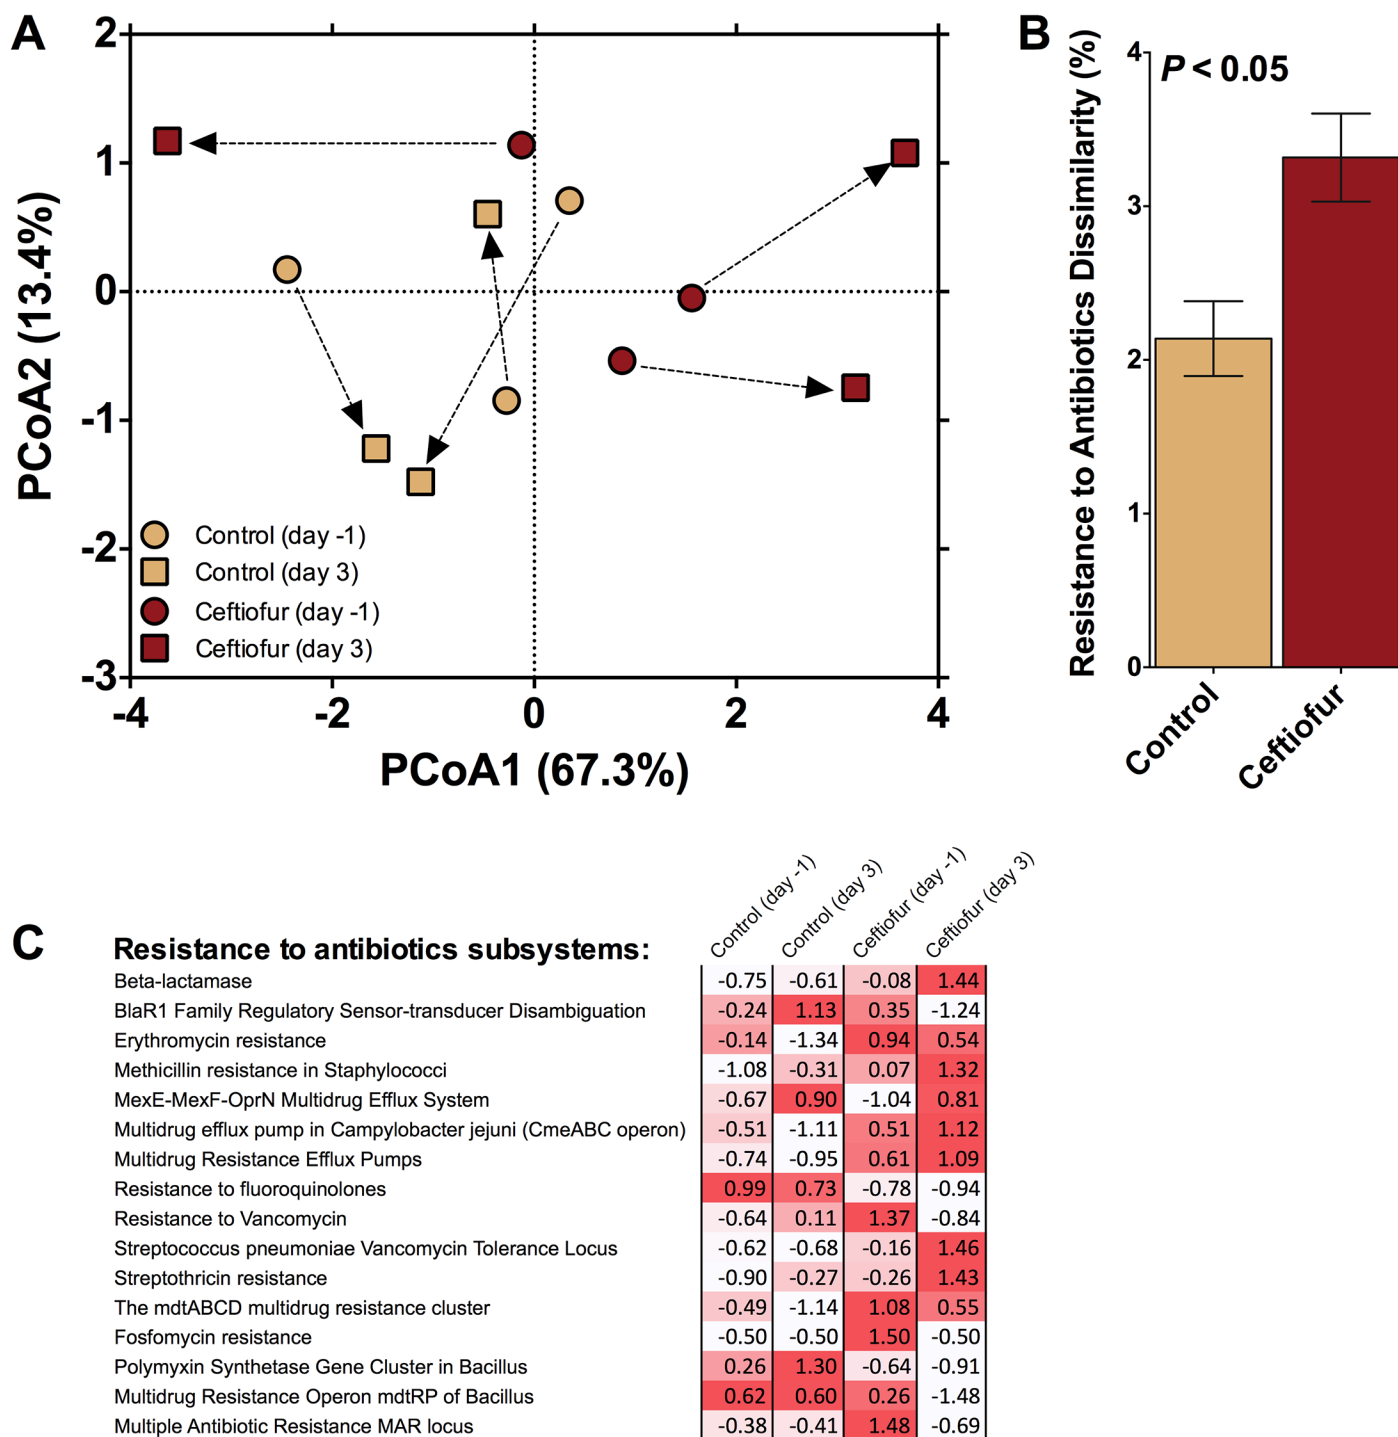 A
2
1
0
-1
-2
-3
-4
-2
0
2
4
PCoA2 (13.4%)
PCoA1 (67.3%)
Control (day -1)
Control (day 3)
Ceftiofur (day -1)
Ceftiofur (day 3)
B
P < 0.05
Resistance to Antibiotics Dissimilarity (%)
4
3
2
1
0
Control
Ceftiofur
C
Resistance to antibiotics subsystems:
Control (day -1)
Control (day 3)
Ceftiofur (day -1)
Ceftiofur (day 3)
Beta-lactamase -0.75 -0.61 -0.08 1.44
BlaR1 Family Regulatory Sensor-transducer Disambiguation -0.24 1.13 0.35 -1.24
Erythromycin resistance -0.14 -1.34 0.94 0.54
Methicillin resistance in Staphylococci -1.08 -0.31 0.07 1.32
MexE-MexF-OprN Multidrug Efflux System -0.67 0.90 -1.04 0.81
Multidrug efflux pump in Campylobacter jejuni (CmeABC operon) -0.51 -1.11 0.51 1.12
Multidrug Resistance Efflux Pumps -0.74 -0.95 0.61 1.09
Resistance to fluoroquinolones 0.99 0.73 -0.78 -0.94
Resistance to Vancomycin -0.64 0.11 1.37 -0.84
Streptococcus pneumoniae Vancomycin Tolerance Locus -0.62 -0.68 -0.16 1.46
Streptothricin resistance -0.90 -0.27 -0.26 1.43
The mdtABCD multidrug resistance cluster -0.49 -1.14 1.08 0.55
Fosfomycin resistance -0.50 -0.50 1.50 -0.50
Polymyxin Synthetase Gene Cluster in Bacillus 0.26 1.30 -0.64 -0.91
Multidrug Resistance Operon mdtRP of Bacillus 0.62 0.60 0.26 -1.48
Multiple Antibiotic Resistance MAR locus -0.38 -0.41 1.48 -0.69